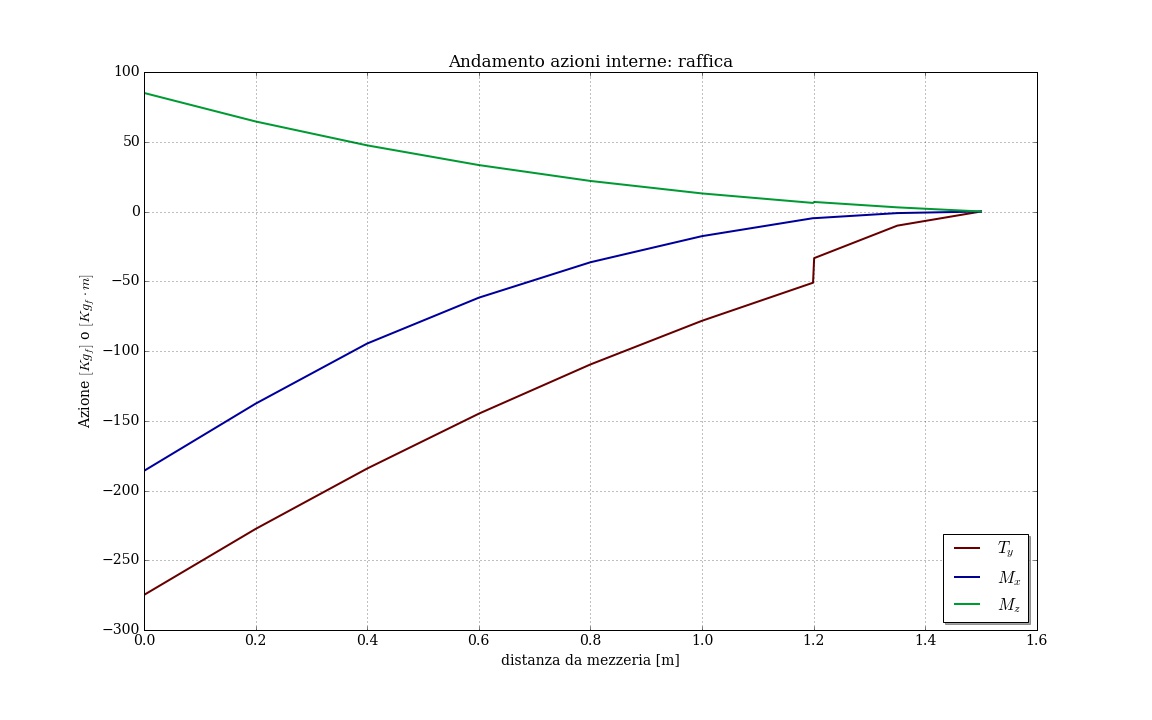 Andamento azioni interne: raffica
Azione [Kg_f] o [Kg_f · m]
100
50
0
−50
−100
−150
−200
−250
−300
0.0 0.2 0.4 0.6 0.8 1.0 1.2 1.4 1.6
distanza da mezzeria [m]
T_y
M_x
M_z